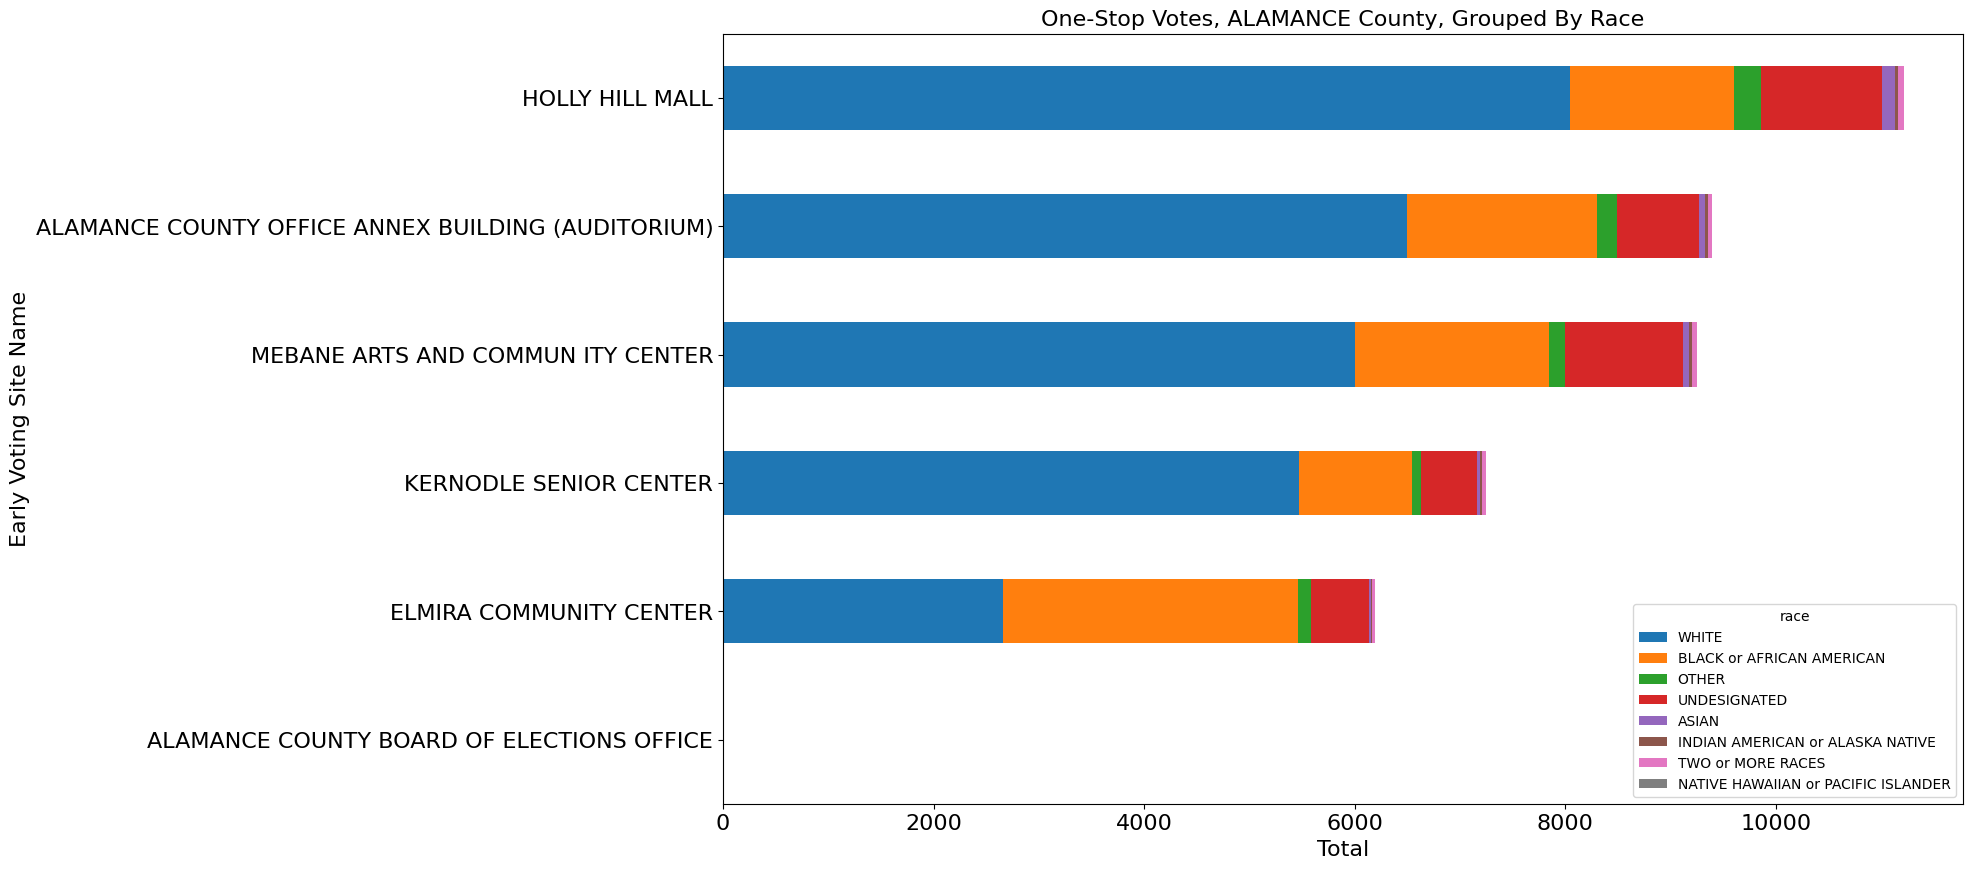 One-Stop Votes, ALAMANCE County, Grouped By Race
Early Voting Site Name
HOLLY HILL MALL
ALAMANCE COUNTY OFFICE ANNEX BUILDING (AUDITORIUM)
MEBANE ARTS AND COMMUN ITY CENTER
KERNODLE SENIOR CENTER
ELMIRA COMMUNITY CENTER
ALAMANCE COUNTY BOARD OF ELECTIONS OFFICE
race
WHITE
BLACK or AFRICAN AMERICAN
OTHER
UNDESIGNATED
ASIAN
INDIAN AMERICAN or ALASKA NATIVE
TWO or MORE RACES
NATIVE HAWAIIAN or PACIFIC ISLANDER
0 2000 4000 6000 8000 10000
Total